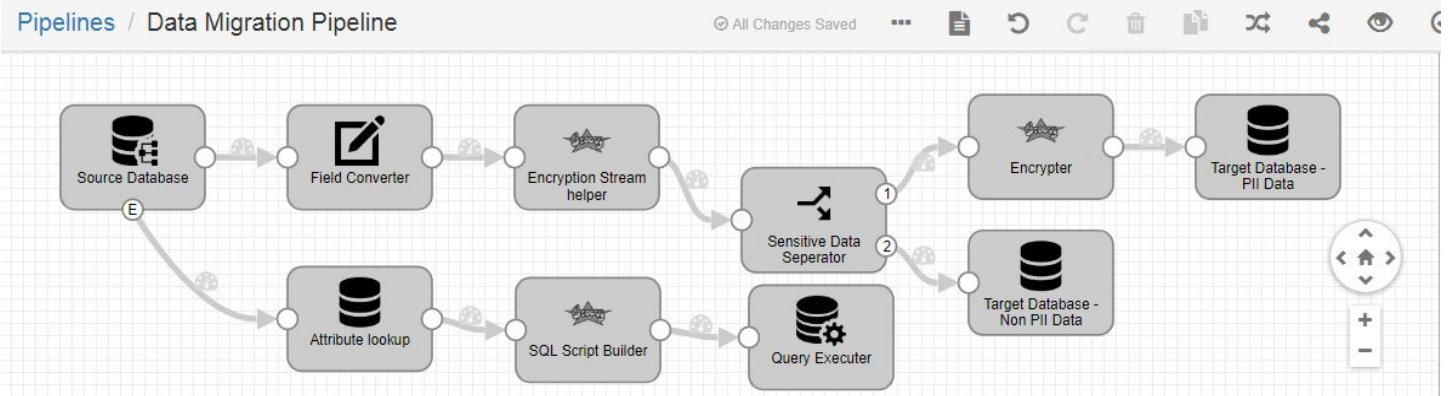 Pipelines / Data Migration Pipeline
All Changes Saved
Source Database
E
Field Converter
Encryption Stream
helper
Sensitive Data
Seperator
1
2
Encrypter
Target Database -
PII Data
Target Database -
Non PII Data
Attribute lookup
SQL Script Builder
Query Executer
+
−